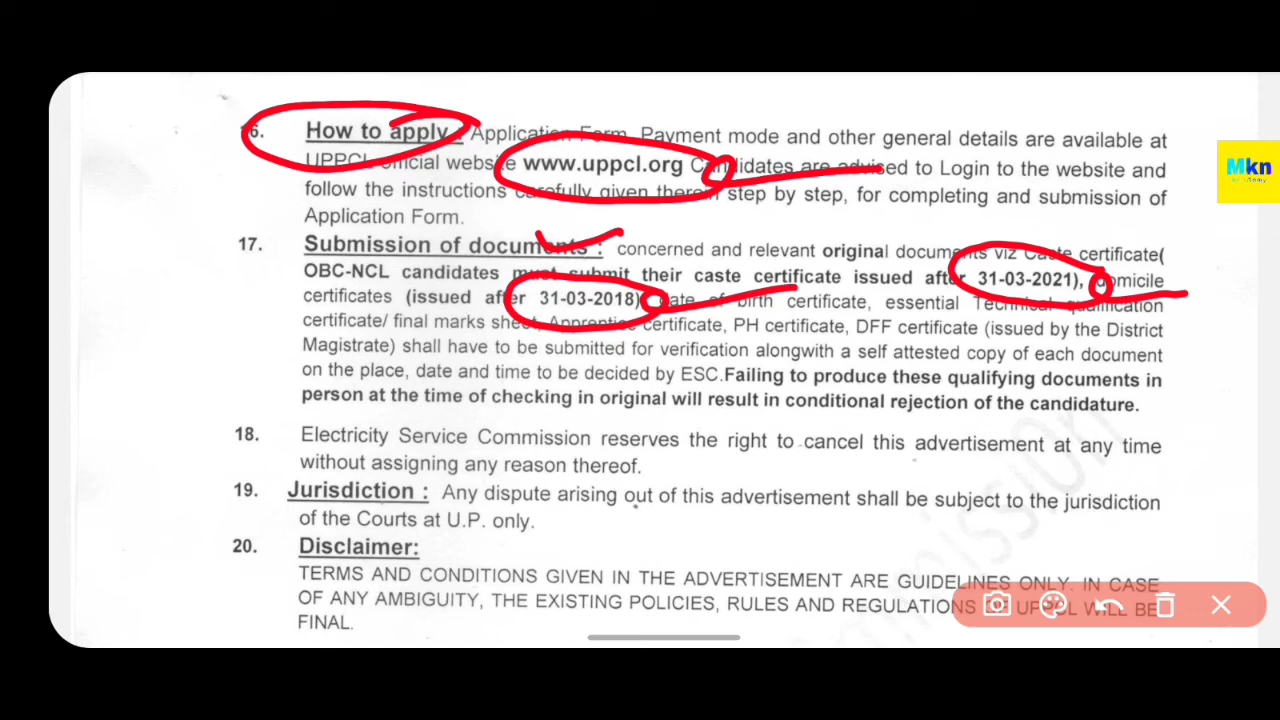 16. How to apply : Application Form, Payment mode and other general details are available at
UPPCL official website www.uppcl.org Candidates are advised to Login to the website and
follow the instructions carefully given therein step by step, for completing and submission of
Application Form.
17. Submission of documents : concerned and relevant original documents viz Caste certificate(
OBC-NCL candidates must submit their caste certificate issued after 31-03-2021), domicile
certificates (issued after 31-03-2018) date of birth certificate, essential Technical qualification
certificate/ final marks sheet, Apprentice certificate, PH certificate, DFF certificate (issued by the District
Magistrate) shall have to be submitted for verification alongwith a self attested copy of each document
on the place, date and time to be decided by ESC.Failing to produce these qualifying documents in
person at the time of checking in original will result in conditional rejection of the candidature.
18. Electricity Service Commission reserves the right to cancel this advertisement at any time
without assigning any reason thereof.
19. Jurisdiction : Any dispute arising out of this advertisement shall be subject to the jurisdiction
of the Courts at U.P. only.
20. Disclaimer:
TERMS AND CONDITIONS GIVEN IN THE ADVERTISEMENT ARE GUIDELINES ONLY. IN CASE
OF ANY AMBIGUITY, THE EXISTING POLICIES, RULES AND REGULATIONS OF UPPCL WILL BE
FINAL.
Mkn